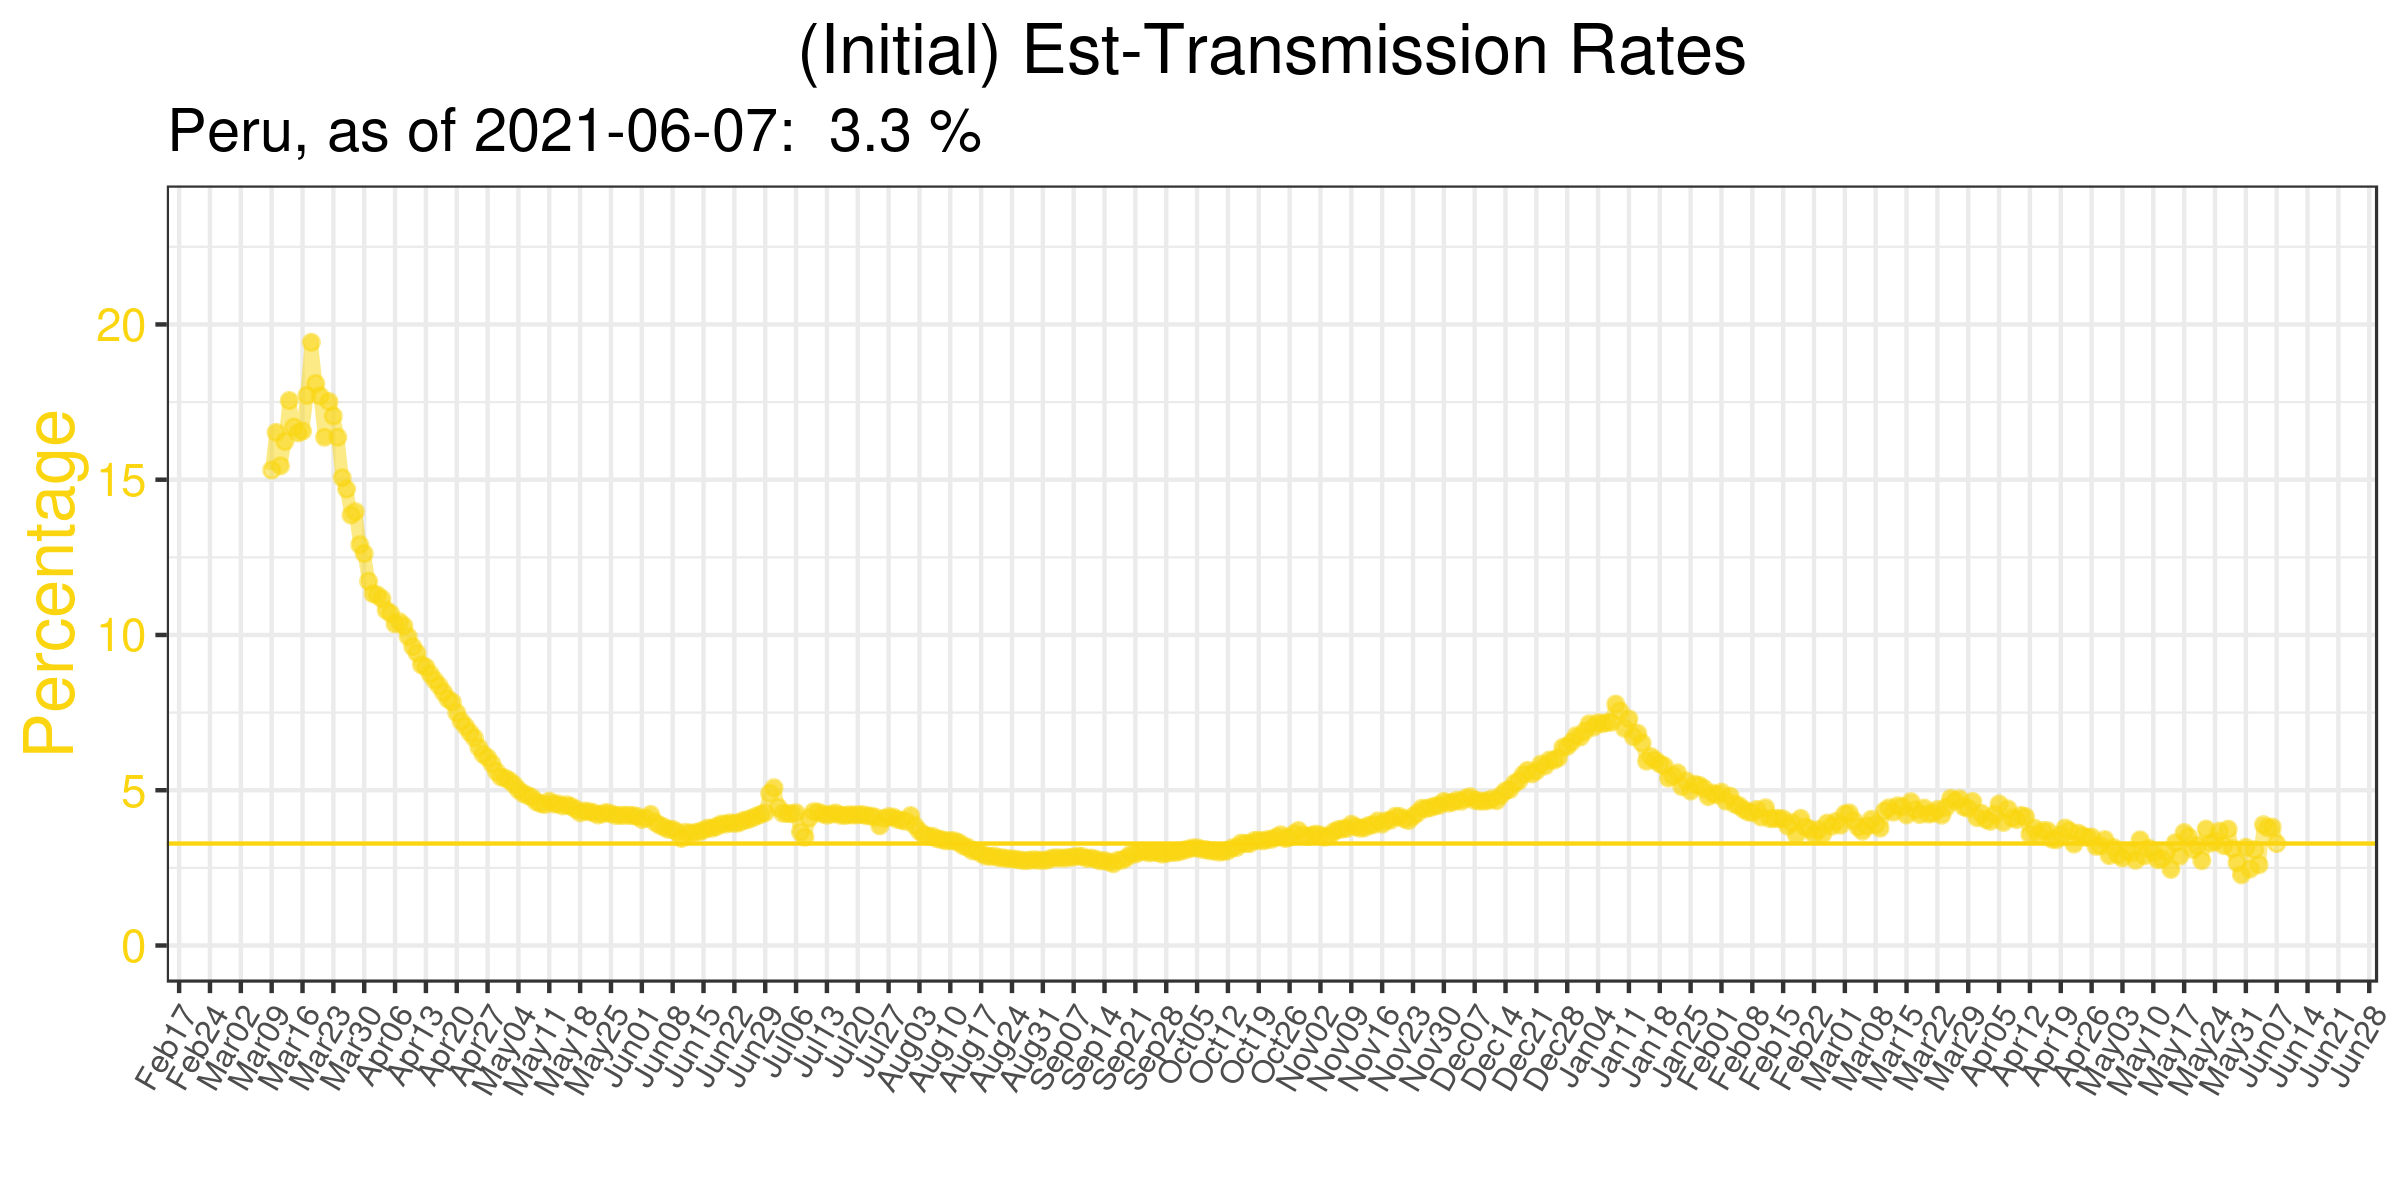 (Initial) Est-Transmission Rates
Peru, as of 2021-06-07: 3.3 %
Percentage
20
15
10
5
0
Feb17 Feb24 Mar02 Mar09 Mar16 Mar23 Mar30 Apr06 Apr13 Apr20 Apr27 May04 May11 May18 May25 Jun01 Jun08 Jun15 Jun22 Jun29 Jul06 Jul13 Jul20 Jul27 Aug03 Aug10 Aug17 Aug24 Aug31 Sep07 Sep14 Sep21 Sep28 Oct05 Oct12 Oct19 Oct26 Nov02 Nov09 Nov16 Nov23 Nov30 Dec07 Dec14 Dec21 Dec28 Jan04 Jan11 Jan18 Jan25 Feb01 Feb08 Feb15 Feb22 Mar01 Mar08 Mar15 Mar22 Mar29 Apr05 Apr12 Apr19 Apr26 May03 May10 May17 May24 May31 Jun07 Jun14 Jun21 Jun28